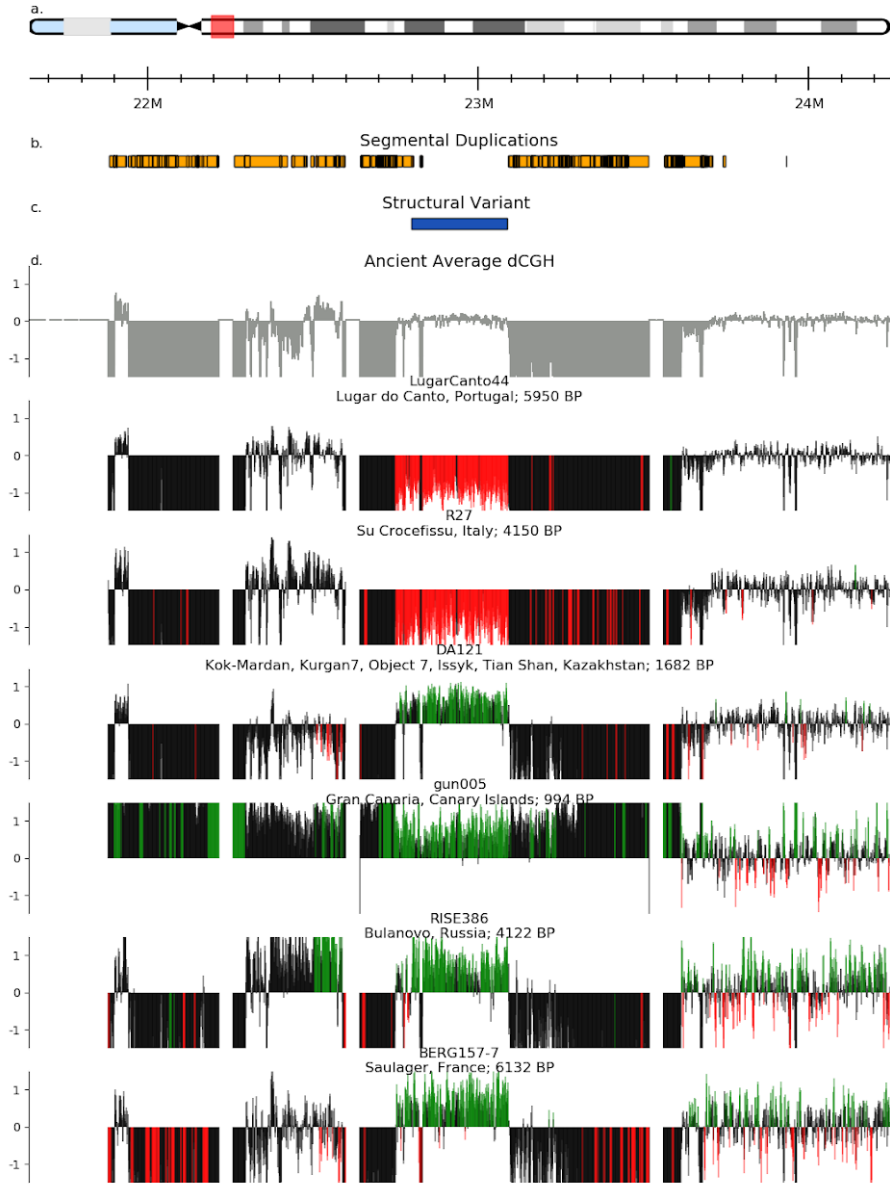 a.
22M 23M 24M
b.
Segmental Duplications
c.
Structural Variant
d.
Ancient Average dCGH
1
0
-1
LugarCanto44
Lugar do Canto, Portugal; 5950 BP
1
0
-1
R27
Su Crocefissu, Italy; 4150 BP
1
0
-1
DA121
Kok-Mardan, Kurgan7, Object 7, Issyk, Tian Shan, Kazakhstan; 1682 BP
1
0
-1
gun005
Gran Canaria, Canary Islands; 994 BP
1
0
-1
RISE386
Bulanovo, Russia; 4122 BP
1
0
-1
BERG157-7
Saulager, France; 6132 BP
1
0
-1